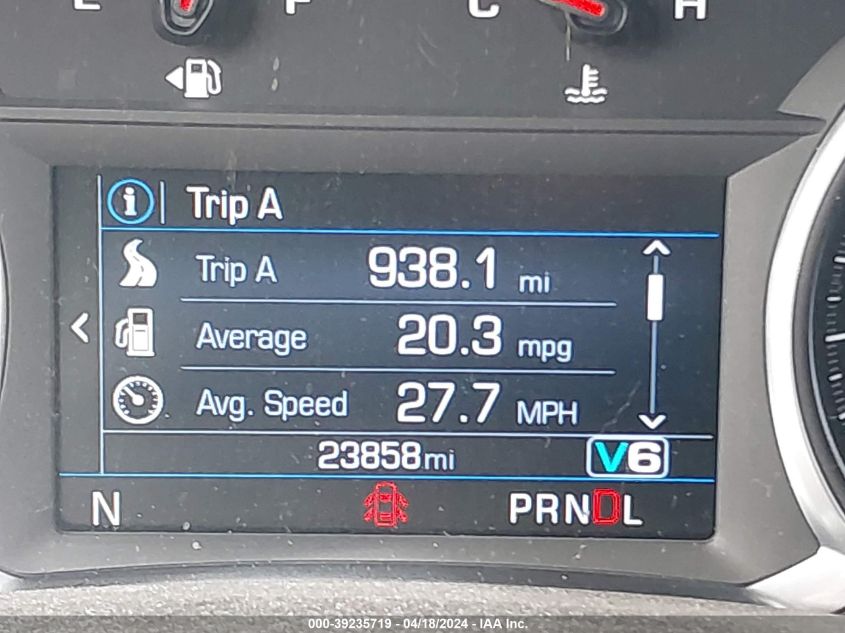 E F C H
Trip A
Trip A 938.1 mi
Average 20.3 mpg
Avg. Speed 27.7 MPH
23858mi V6
N PRNDL
000-39235719 - 04/18/2024 - IAA Inc.